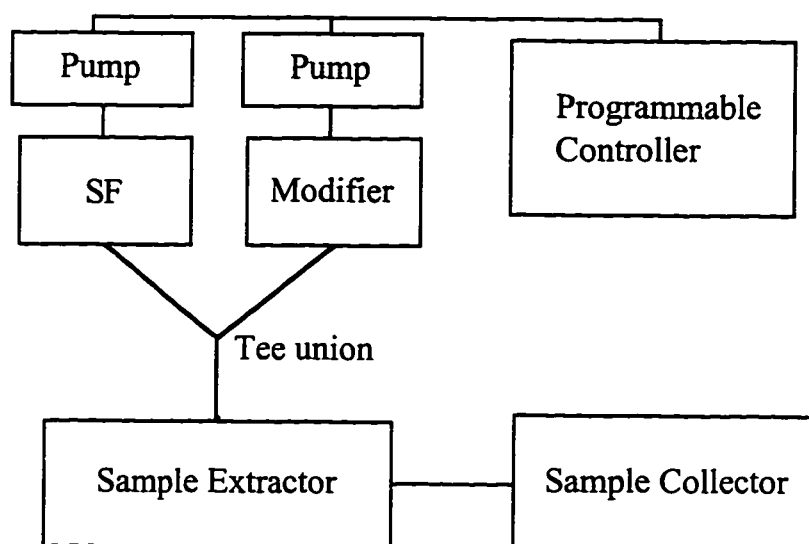 Pump
Pump
Programmable
Controller
SF
Modifier
Tee union
Sample Extractor
Sample Collector